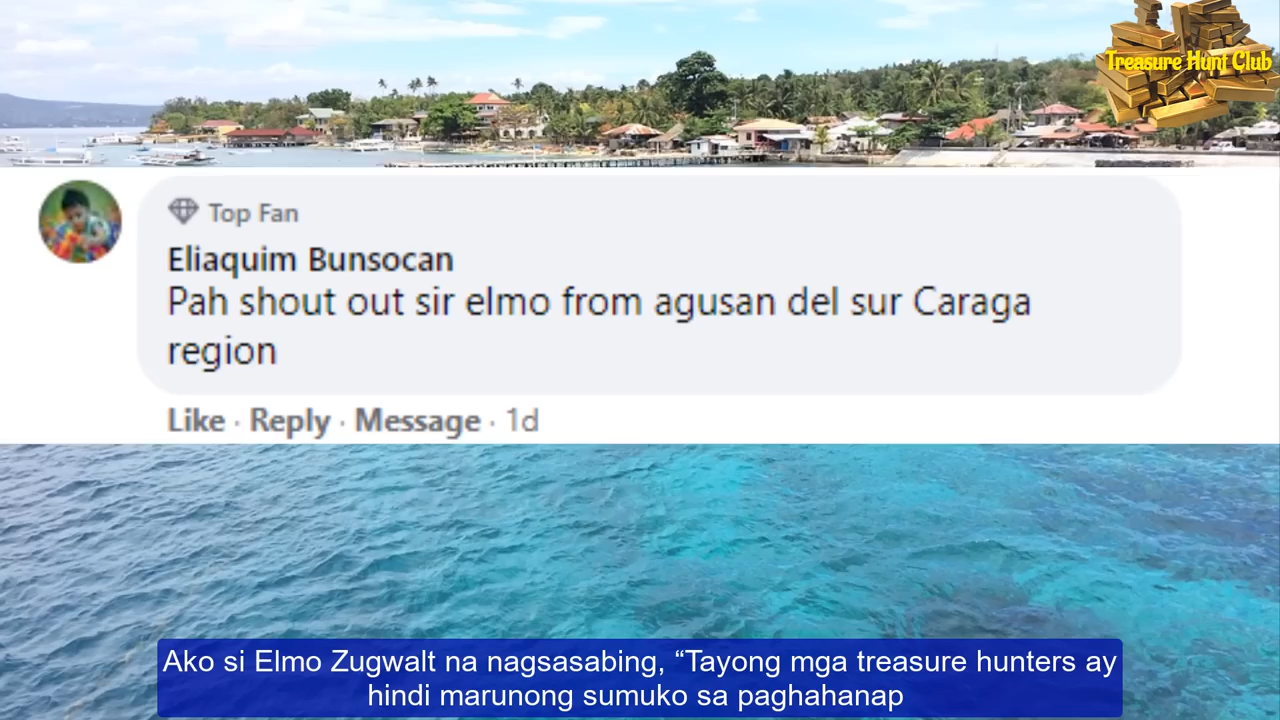 Treasure Hunt Club
Top Fan
Eliaquim Bunsocan
Pah shout out sir elmo from agusan del sur Caraga
region
Like · Reply · Message · 1d
Ako si Elmo Zugwalt na nagsasabing, “Tayong mga treasure hunters ay
hindi marunong sumuko sa paghahanap